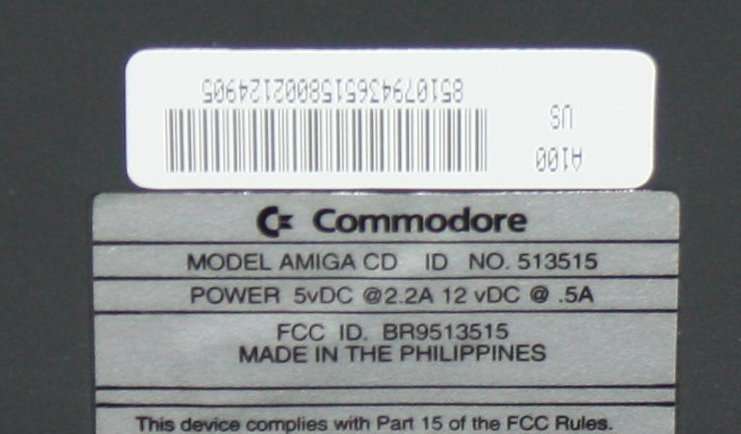 A100
US
8510794365158002124905
Commodore
MODEL AMIGA CD ID NO. 513515
POWER 5vDC @2.2A 12 vDC @ .5A
FCC ID. BR9513515
MADE IN THE PHILIPPINES
This device complies with Part 15 of the FCC Rules.